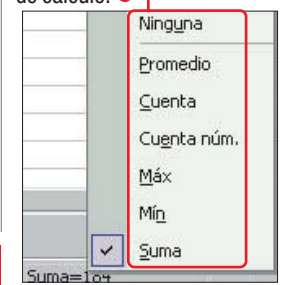 de cálculo.
Ninguna
Promedio
Cuenta
Cuenta núm.
Máx
Mín
Suma
Suma=184